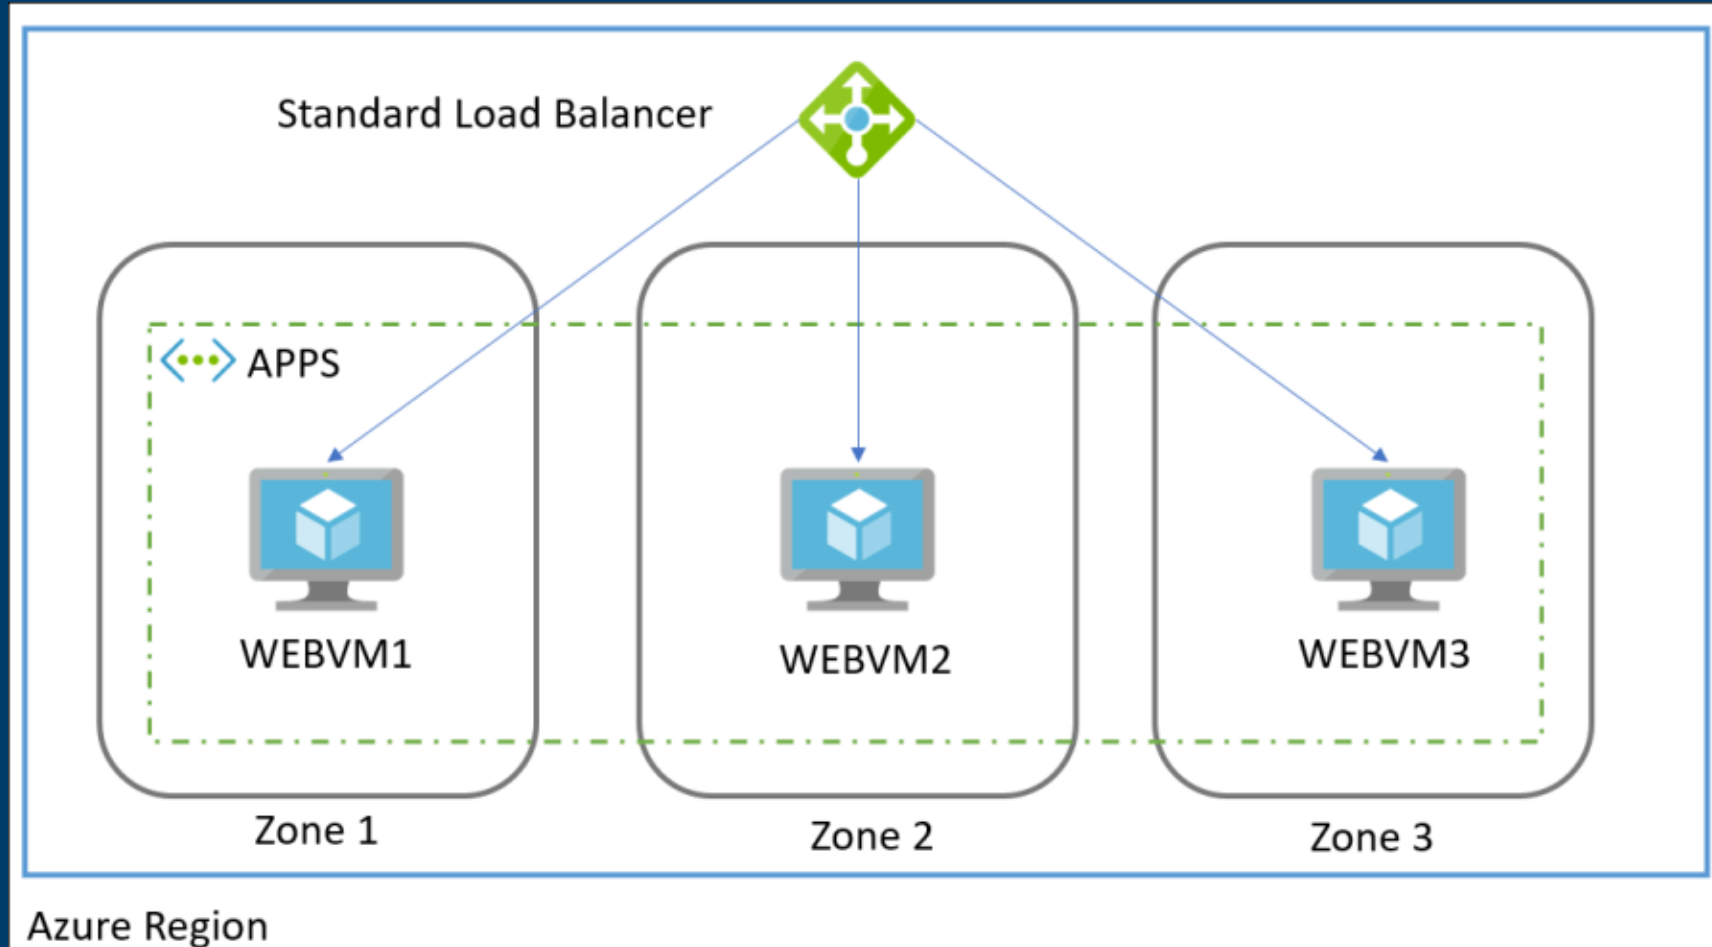 Standard Load Balancer
APPS
WEBVM1
WEBVM2
WEBVM3
Zone 1
Zone 2
Zone 3
Azure Region